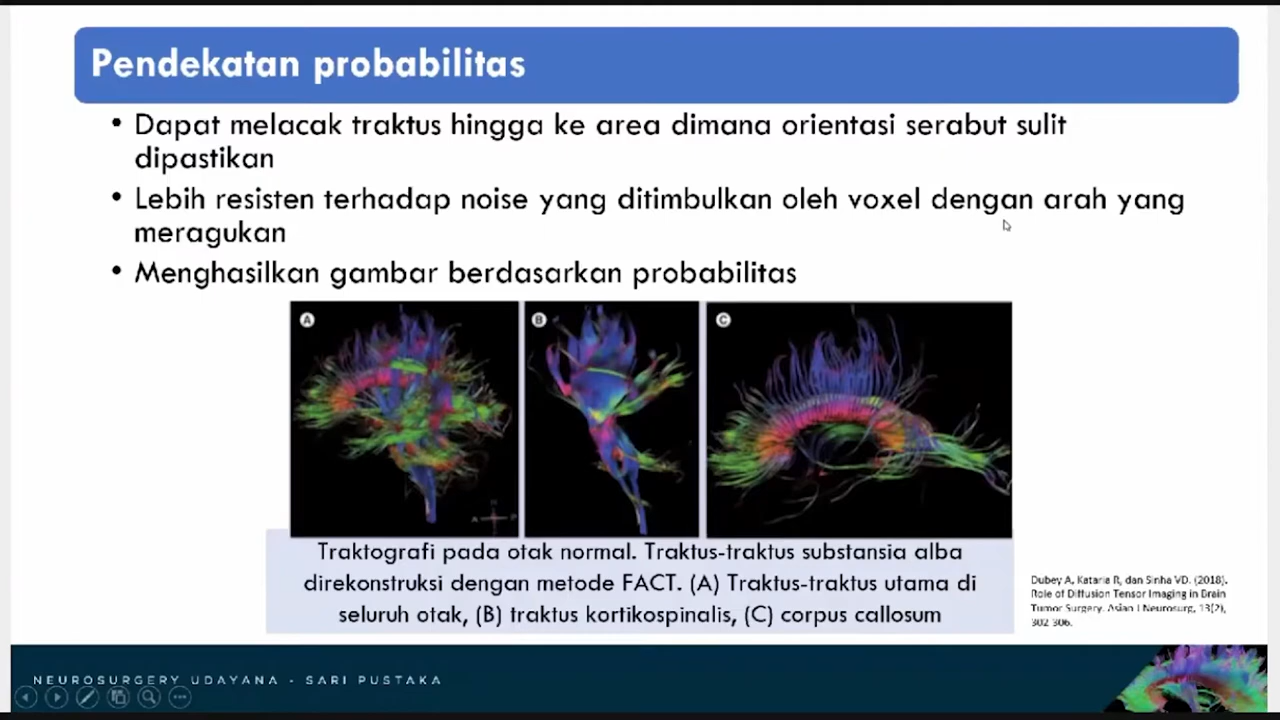 Pendekatan probabilitas
• Dapat melacak traktus hingga ke area dimana orientasi serabut sulit
dipastikan
• Lebih resisten terhadap noise yang ditimbulkan oleh voxel dengan arah yang
meragukan
• Menghasilkan gambar berdasarkan probabilitas
A
B
C
A P
Traktografi pada otak normal. Traktus-traktus substansia alba
direkonstruksi dengan metode FACT. (A) Traktus-traktus utama di
seluruh otak, (B) traktus kortikospinalis, (C) corpus callosum
Dubey A, Kataria R, dan Sinha VD. (2018).
Role of Diffusion Tensor Imaging in Brain
Tumor Surgery. Asian J Neurosurg, 13(2),
302-306.
NEUROSURGERY UDAYANA - SARI PUSTAKA